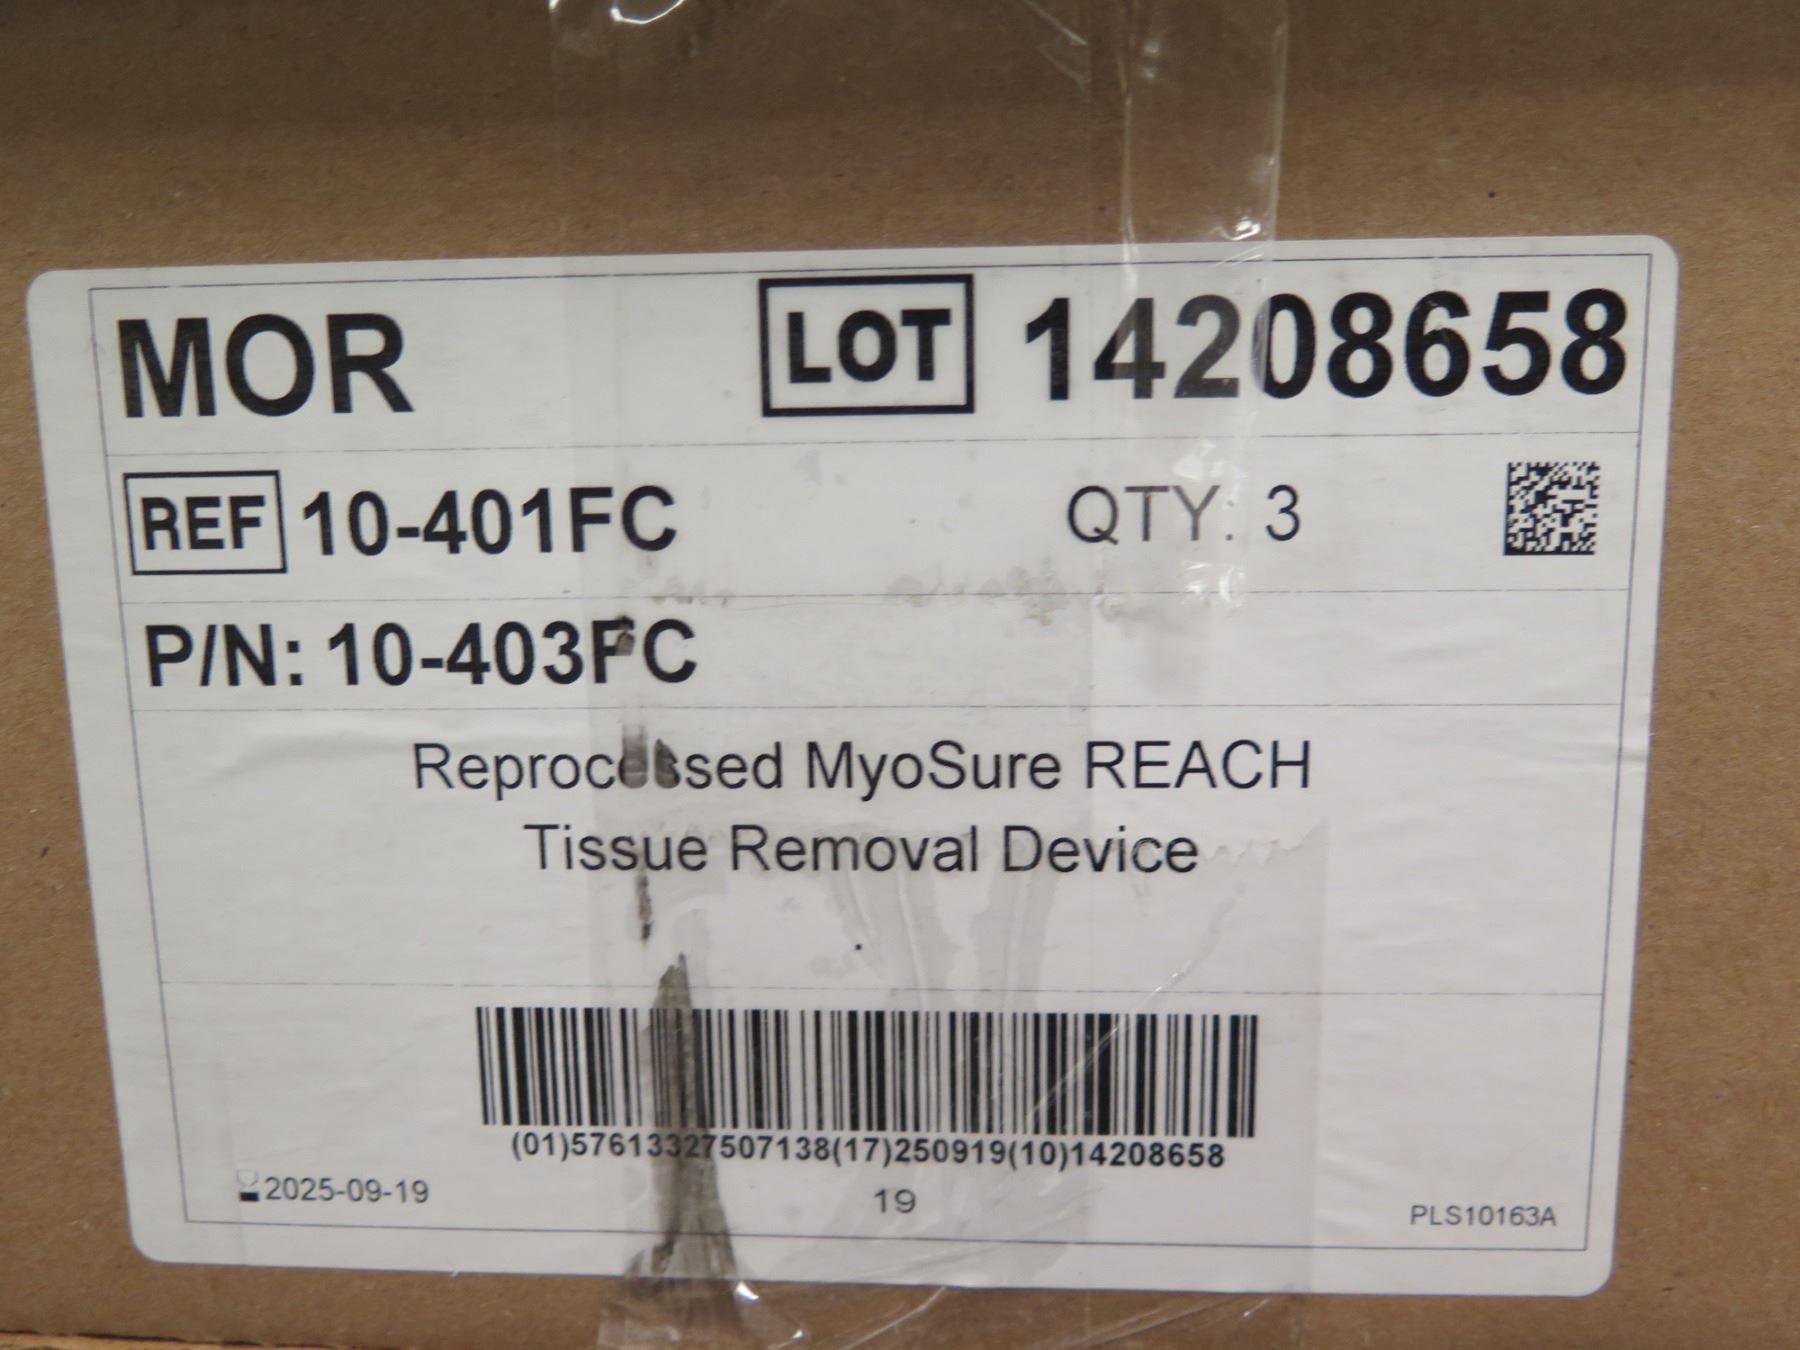 MOR LOT 14208658
REF 10-401FC QTY: 3
P/N: 10-403FC
Reprocessed MyoSure REACH
Tissue Removal Device
(01)57613327507138(17)250919(10)14208658
2025-09-19 19 PLS10163A